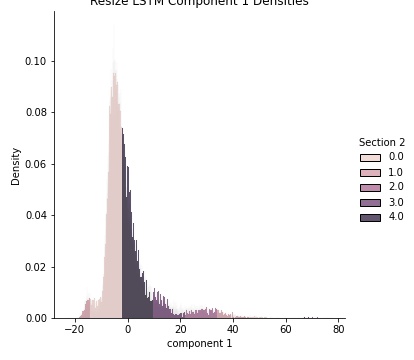 Resize LSTM Component 1 Densities
0.10
0.08
0.06
0.04
0.02
0.00
Density
−20 0 20 40 60 80
component 1
Section 2
0.0
1.0
2.0
3.0
4.0